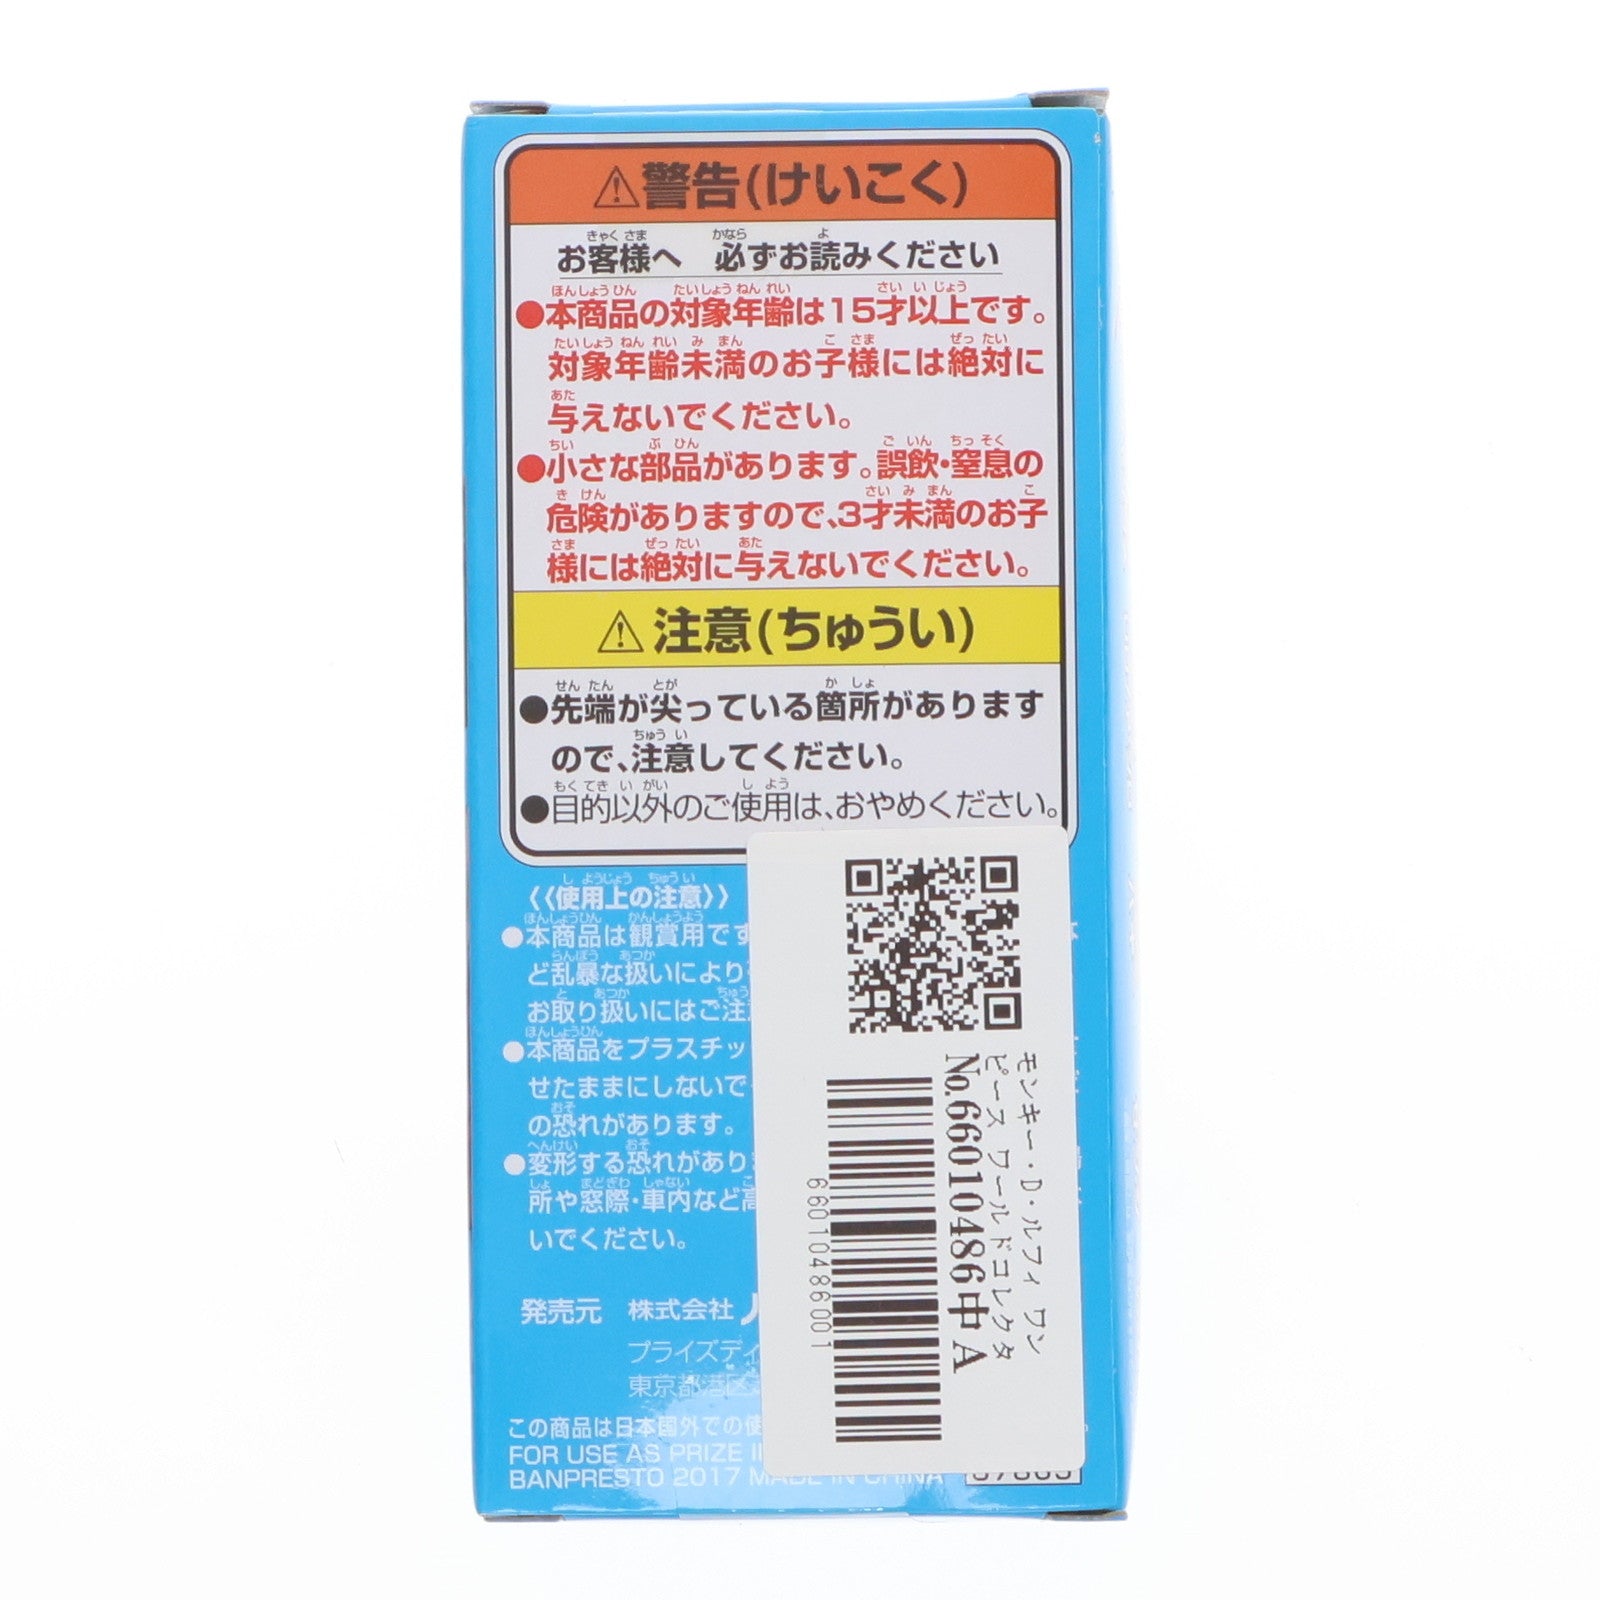 ⚠警告(けいこく)
お客様へ 必ずお読みください
●本商品の対象年齢は15才以上です。
対象年齢未満のお子様には絶対に
与えないでください。
●小さな部品があります。誤飲・窒息の
危険がありますので、3才未満のお子
様には絶対に与えないでください。
⚠注意(ちゅうい)
●先端が尖っている箇所があります
ので、注意してください。
●目的以外のご使用は、おやめください。
《使用上の注意》
●本商品は観賞用です
ど乱暴な扱いにより
お取り扱いにはご注
●本商品をプラスチッ
せたままにしないで
の恐れがあります。
●変形する恐れがあり
所や窓際・車内など高
いでください。
発売元 株式会社
プライズディ
東京都港区
この商品は日本国外での使
FOR USE AS PRIZE
BANPRESTO 2017 MADE IN CHINA
モンキー・D・ルフィ ワン
ピース ワールドコレクタ
No.66010486中 A
66010486001